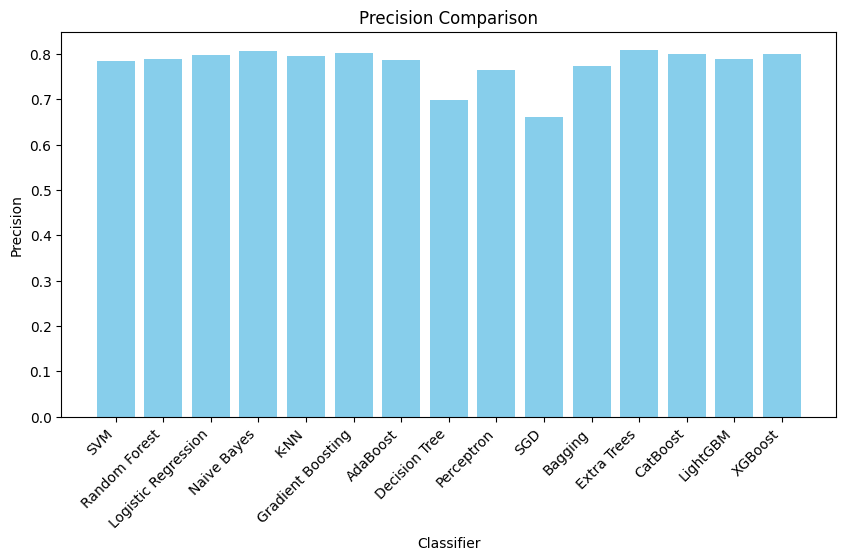 Precision Comparison
Precision
0.8
0.7
0.6
0.5
0.4
0.3
0.2
0.1
0.0
SVM
Random Forest
Logistic Regression
Naive Bayes
K-NN
Gradient Boosting
AdaBoost
Decision Tree
Perceptron
SGD
Bagging
Extra Trees
CatBoost
LightGBM
XGBoost
Classifier